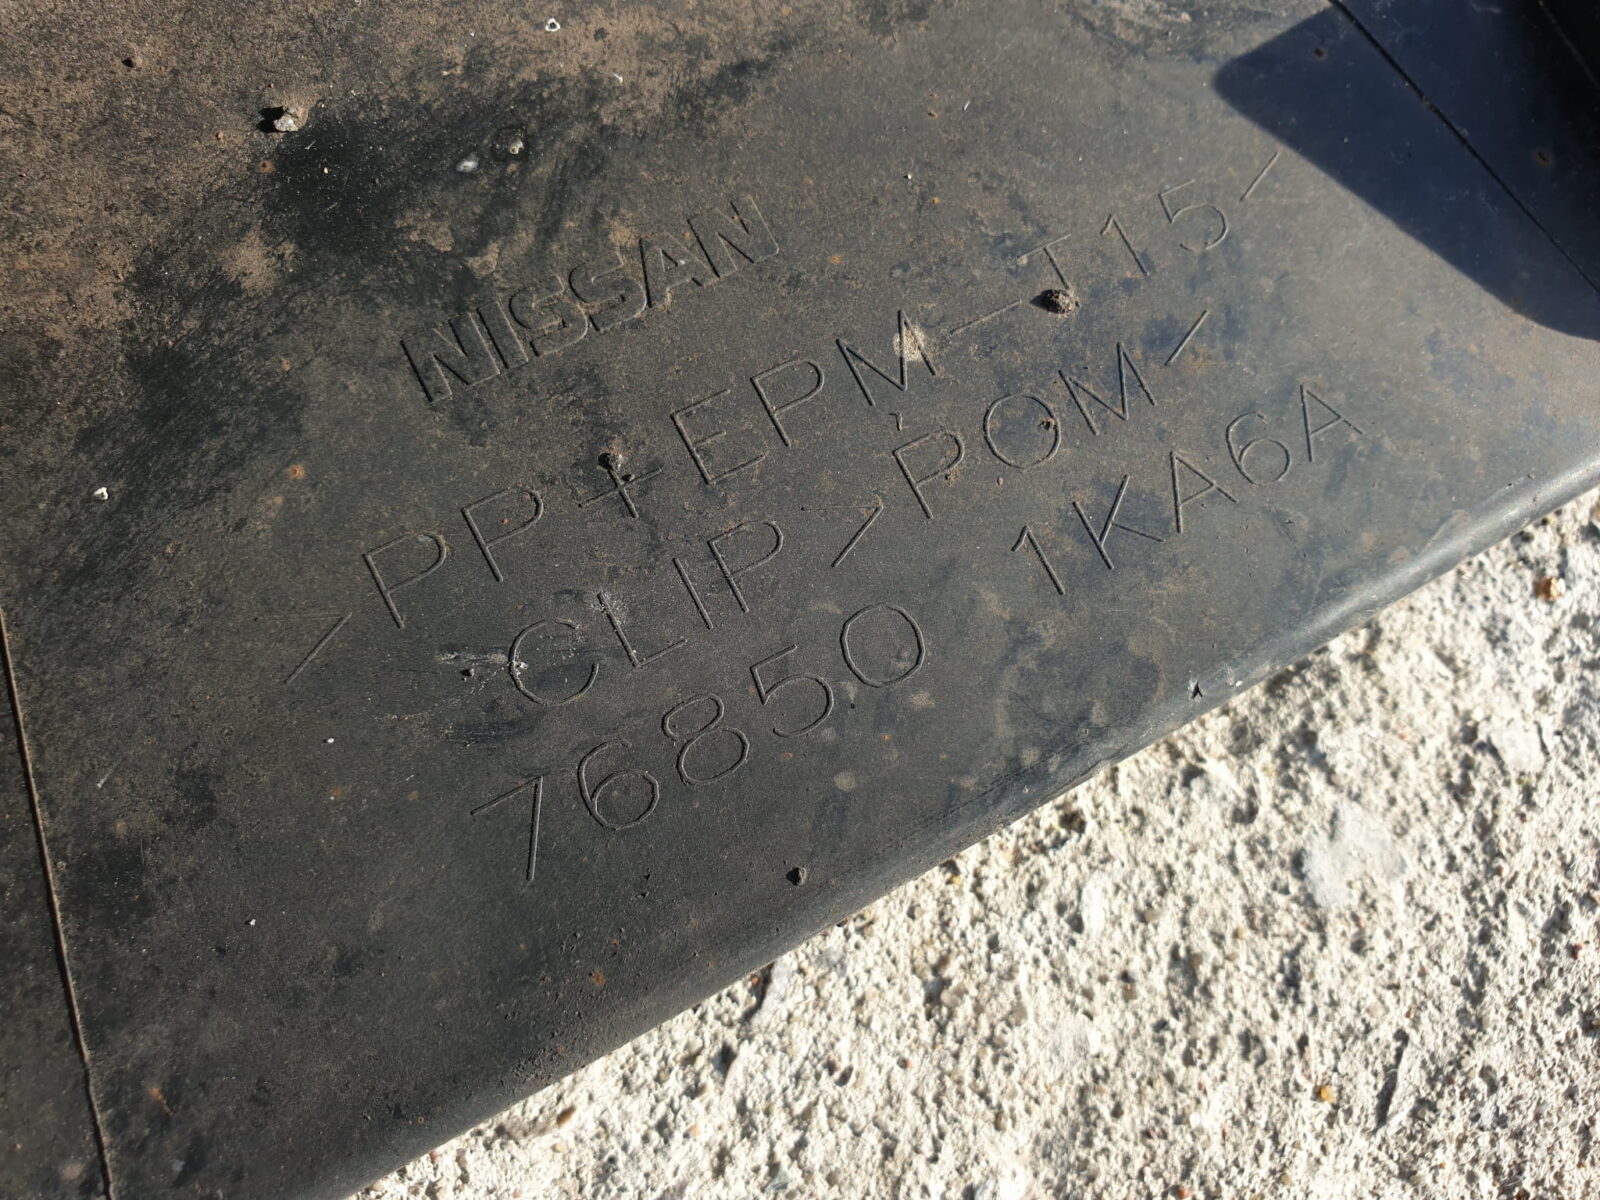 NISSAN
>PP+EPM-T15<
CLIP >POM<
76850 1KA6A